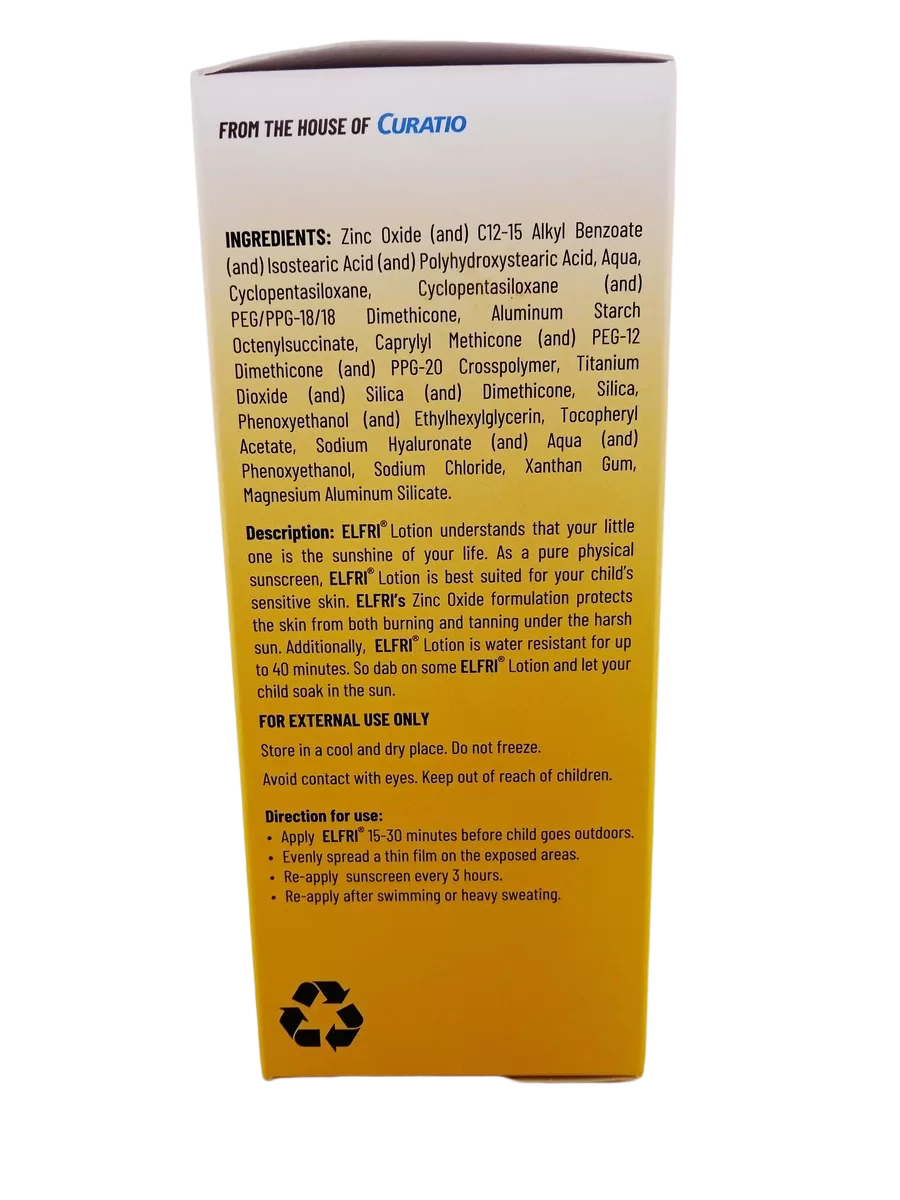 FROM THE HOUSE OF CURATIO
INGREDIENTS: Zinc Oxide (and) C12-15 Alkyl Benzoate
(and) Isostearic Acid (and) Polyhydroxystearic Acid, Aqua,
Cyclopentasiloxane, Cyclopentasiloxane (and)
PEG/PPG-18/18 Dimethicone, Aluminum Starch
Octenylsuccinate, Caprylyl Methicone (and) PEG-12
Dimethicone (and) PPG-20 Crosspolymer, Titanium
Dioxide (and) Silica (and) Dimethicone, Silica,
Phenoxyethanol (and) Ethylhexylglycerin, Tocopheryl
Acetate, Sodium Hyaluronate (and) Aqua (and)
Phenoxyethanol, Sodium Chloride, Xanthan Gum,
Magnesium Aluminum Silicate.
Description: ELFRI® Lotion understands that your little
one is the sunshine of your life. As a pure physical
sunscreen, ELFRI® Lotion is best suited for your child's
sensitive skin. ELFRI's Zinc Oxide formulation protects
the skin from both burning and tanning under the harsh
sun. Additionally, ELFRI® Lotion is water resistant for up
to 40 minutes. So dab on some ELFRI® Lotion and let your
child soak in the sun.
FOR EXTERNAL USE ONLY
Store in a cool and dry place. Do not freeze.
Avoid contact with eyes. Keep out of reach of children.
Direction for use:
• Apply ELFRI® 15-30 minutes before child goes outdoors.
• Evenly spread a thin film on the exposed areas.
• Re-apply sunscreen every 3 hours.
• Re-apply after swimming or heavy sweating.